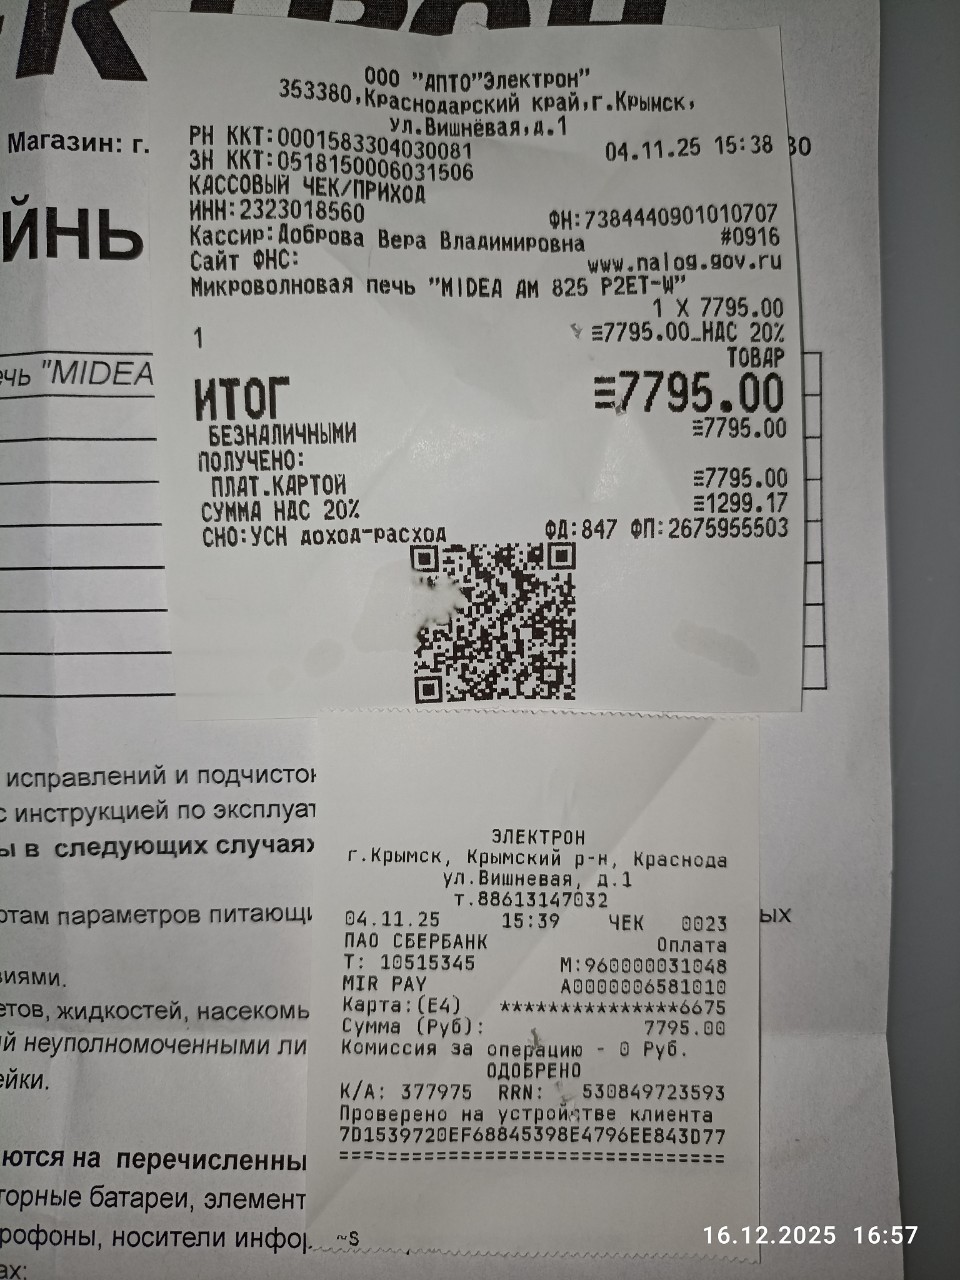 Магазин: г.
ООО "АПТО"Электрон"
353380,Краснодарский край,г.Крымск,
ул.Вишнёвая,д.1
РН ККТ:0001583304030081
04.11.25 15:38
ЗН ККТ:0518150006031506
КАССОВЫЙ ЧЕК/ПРИХОД
ИНН:2323018560
ФН:7384440901010707
Кассир:Доброва Вера Владимировна
#0916
Сайт ФНС:
www.nalog.gov.ru
Микроволновая печь "MIDEA AM 825 P2ET-W"
1 X 7795.00
1
≡7795.00_НДС 20%
ТОВАР
"MIDEA
ИТОГ
≡7795.00
БЕЗНАЛИЧНЫМИ
≡7795.00
ПОЛУЧЕНО:
ПЛАТ.КАРТОЙ
≡7795.00
СУММА НДС 20%
≡1299.17
СНО:УСН доход-расход
ФД:847 ФП:2675955503
исправлений и подчисток
с инструкцией по эксплуат
ы в следующих случаях
отам параметров питающи
ых
виями.
етов, жидкостей, насекомь
й неуполномоченными ли
ейки.
ются на перечисленны
торные батареи, элемент
рофоны, носители инфор
ах:
ЭЛЕКТРОН
г.Крымск, Крымский р-н, Краснода
ул.Вишневая, д.1
т.88613147032
04.11.25 15:39 ЧЕК 0023
ПАО СБЕРБАНК Оплата
Т: 10515345 М:960000031048
MIR PAY A0000006581010
Карта:(E4) ***************6675
Сумма (Руб): 7795.00
Комиссия за операцию - 0 Руб.
ОДОБРЕНО
К/А: 377975 RRN: 530849723593
Проверено на устройстве клиента
7D1539720EF68845398E4796EE843D77
================================
~S
16.12.2025 16:57